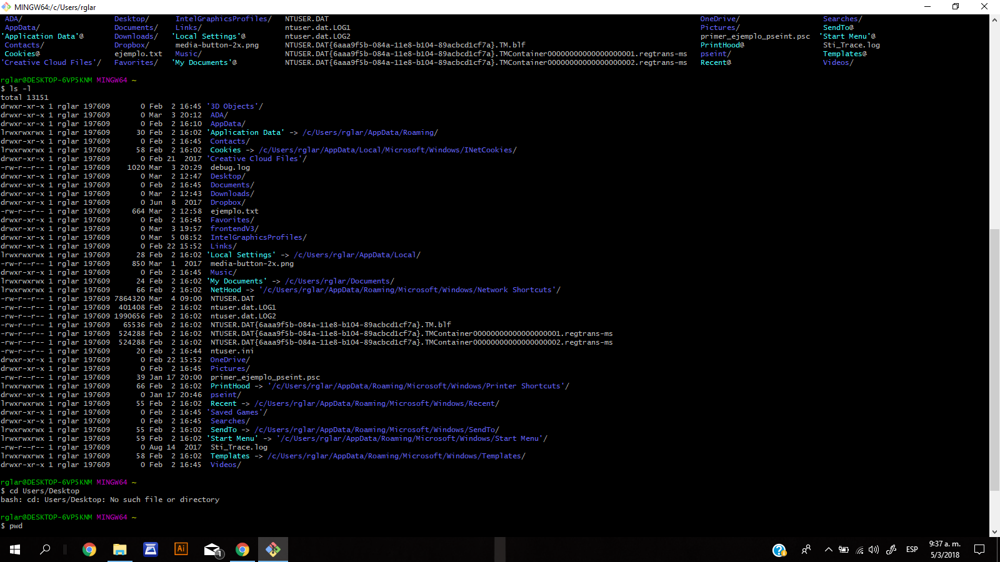 MINGW64:/c/Users/rglar
ADA/ Desktop/ IntelGraphicsProfiles/ NTUSER.DAT OneDrive/ Searches/
AppData/ Documents/ Links/ ntuser.dat.LOG1 Pictures/ SendTo@
'Application Data'@ Downloads/ 'Local Settings'@ ntuser.dat.LOG2 primer_ejemplo_pseint.psc 'Start Menu'@
Contacts/ Dropbox/ media-button-2x.png NTUSER.DAT{6aaa9f5b-084a-11e8-b104-89acbcd1cf7a}.TM.blf PrintHood@ Sti_Trace.log
Cookies@ ejemplo.txt Music/ NTUSER.DAT{6aaa9f5b-084a-11e8-b104-89acbcd1cf7a}.TMContainer00000000000000000001.regtrans-ms pseint/ Templates@
'Creative Cloud Files'/ Favorites/ 'My Documents'@ NTUSER.DAT{6aaa9f5b-084a-11e8-b104-89acbcd1cf7a}.TMContainer00000000000000000002.regtrans-ms Recent@ Videos/
rglar@DESKTOP-6VP5KNM MINGW64 ~
$ ls -l
total 13151
drwxr-xr-x 1 rglar 197609 0 Feb 2 16:45 '3D Objects'/
drwxr-xr-x 1 rglar 197609 0 Mar 3 20:12 ADA/
drwxr-xr-x 1 rglar 197609 0 Feb 2 16:10 AppData/
lrwxrwxrwx 1 rglar 197609 30 Feb 2 16:02 'Application Data' -> /c/Users/rglar/AppData/Roaming/
drwxr-xr-x 1 rglar 197609 0 Feb 2 16:45 Contacts/
lrwxrwxrwx 1 rglar 197609 58 Feb 2 16:02 Cookies -> /c/Users/rglar/AppData/Local/Microsoft/Windows/INetCookies/
drwxr-xr-x 1 rglar 197609 0 Feb 21 2017 'Creative Cloud Files'/
-rw-r--r-- 1 rglar 197609 1020 Mar 3 20:29 debug.log
drwxr-xr-x 1 rglar 197609 0 Mar 2 12:47 Desktop/
drwxr-xr-x 1 rglar 197609 0 Feb 2 16:45 Documents/
drwxr-xr-x 1 rglar 197609 0 Mar 2 12:43 Downloads/
drwxr-xr-x 1 rglar 197609 0 Jun 8 2017 Dropbox/
-rw-r--r-- 1 rglar 197609 664 Mar 2 12:58 ejemplo.txt
drwxr-xr-x 1 rglar 197609 0 Feb 2 16:45 Favorites/
drwxr-xr-x 1 rglar 197609 0 Mar 3 19:57 frontendV3/
drwxr-xr-x 1 rglar 197609 0 Mar 5 08:52 IntelGraphicsProfiles/
drwxr-xr-x 1 rglar 197609 0 Feb 22 15:52 Links/
lrwxrwxrwx 1 rglar 197609 28 Feb 2 16:02 'Local Settings' -> /c/Users/rglar/AppData/Local/
-rw-r--r-- 1 rglar 197609 850 Mar 1 2017 media-button-2x.png
drwxr-xr-x 1 rglar 197609 0 Feb 2 16:45 Music/
lrwxrwxrwx 1 rglar 197609 24 Feb 2 16:02 'My Documents' -> /c/Users/rglar/Documents/
lrwxrwxrwx 1 rglar 197609 66 Feb 2 16:02 NetHood -> '/c/Users/rglar/AppData/Roaming/Microsoft/Windows/Network Shortcuts'/
-rw-r--r-- 1 rglar 197609 7864320 Mar 4 09:00 NTUSER.DAT
-rw-r--r-- 1 rglar 197609 401408 Feb 2 16:02 ntuser.dat.LOG1
-rw-r--r-- 1 rglar 197609 1990656 Feb 2 16:02 ntuser.dat.LOG2
-rw-r--r-- 1 rglar 197609 65536 Feb 2 16:02 NTUSER.DAT{6aaa9f5b-084a-11e8-b104-89acbcd1cf7a}.TM.blf
-rw-r--r-- 1 rglar 197609 524288 Feb 2 16:02 NTUSER.DAT{6aaa9f5b-084a-11e8-b104-89acbcd1cf7a}.TMContainer00000000000000000001.regtrans-ms
-rw-r--r-- 1 rglar 197609 524288 Feb 2 16:02 NTUSER.DAT{6aaa9f5b-084a-11e8-b104-89acbcd1cf7a}.TMContainer00000000000000000002.regtrans-ms
-rw-r--r-- 1 rglar 197609 20 Feb 2 16:44 ntuser.ini
drwxr-xr-x 1 rglar 197609 0 Feb 22 15:52 OneDrive/
drwxr-xr-x 1 rglar 197609 0 Feb 2 16:45 Pictures/
-rw-r--r-- 1 rglar 197609 39 Jan 17 20:00 primer_ejemplo_pseint.psc
lrwxrwxrwx 1 rglar 197609 66 Feb 2 16:02 PrintHood -> '/c/Users/rglar/AppData/Roaming/Microsoft/Windows/Printer Shortcuts'/
drwxr-xr-x 1 rglar 197609 0 Jan 17 20:46 pseint/
lrwxrwxrwx 1 rglar 197609 55 Feb 2 16:02 Recent -> /c/Users/rglar/AppData/Roaming/Microsoft/Windows/Recent/
drwxr-xr-x 1 rglar 197609 0 Feb 2 16:45 'Saved Games'/
drwxr-xr-x 1 rglar 197609 0 Feb 2 16:45 Searches/
lrwxrwxrwx 1 rglar 197609 55 Feb 2 16:02 SendTo -> /c/Users/rglar/AppData/Roaming/Microsoft/Windows/SendTo/
lrwxrwxrwx 1 rglar 197609 59 Feb 2 16:02 'Start Menu' -> '/c/Users/rglar/AppData/Roaming/Microsoft/Windows/Start Menu'/
-rw-r--r-- 1 rglar 197609 0 Aug 14 2017 Sti_Trace.log
lrwxrwxrwx 1 rglar 197609 58 Feb 2 16:02 Templates -> /c/Users/rglar/AppData/Roaming/Microsoft/Windows/Templates/
drwxr-xr-x 1 rglar 197609 0 Feb 2 16:45 Videos/
rglar@DESKTOP-6VP5KNM MINGW64 ~
$ cd Users/Desktop
bash: cd: Users/Desktop: No such file or directory
rglar@DESKTOP-6VP5KNM MINGW64 ~
$ pwd
Ai
1
ESP
9:37 a. m.
5/3/2018